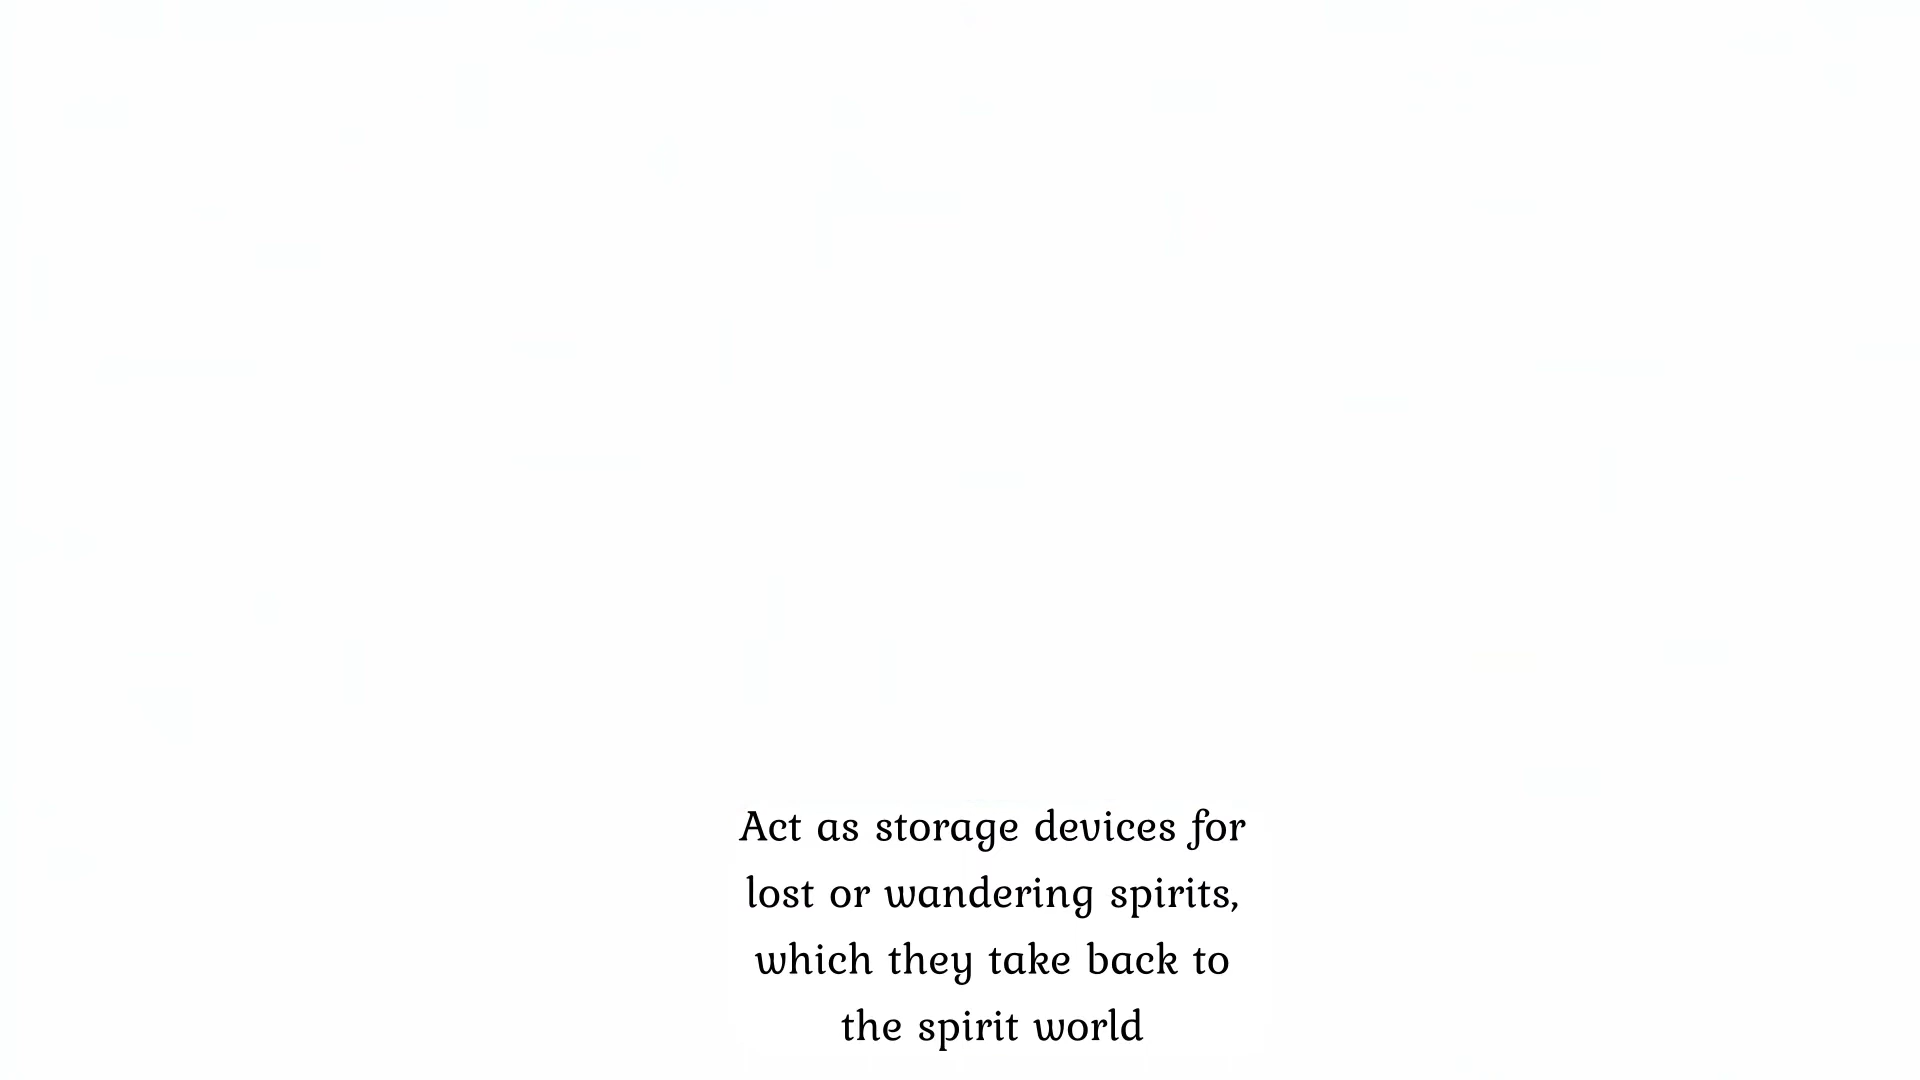 Act as storage devices for
lost or wandering spirits,
which they take back to
the spirit world